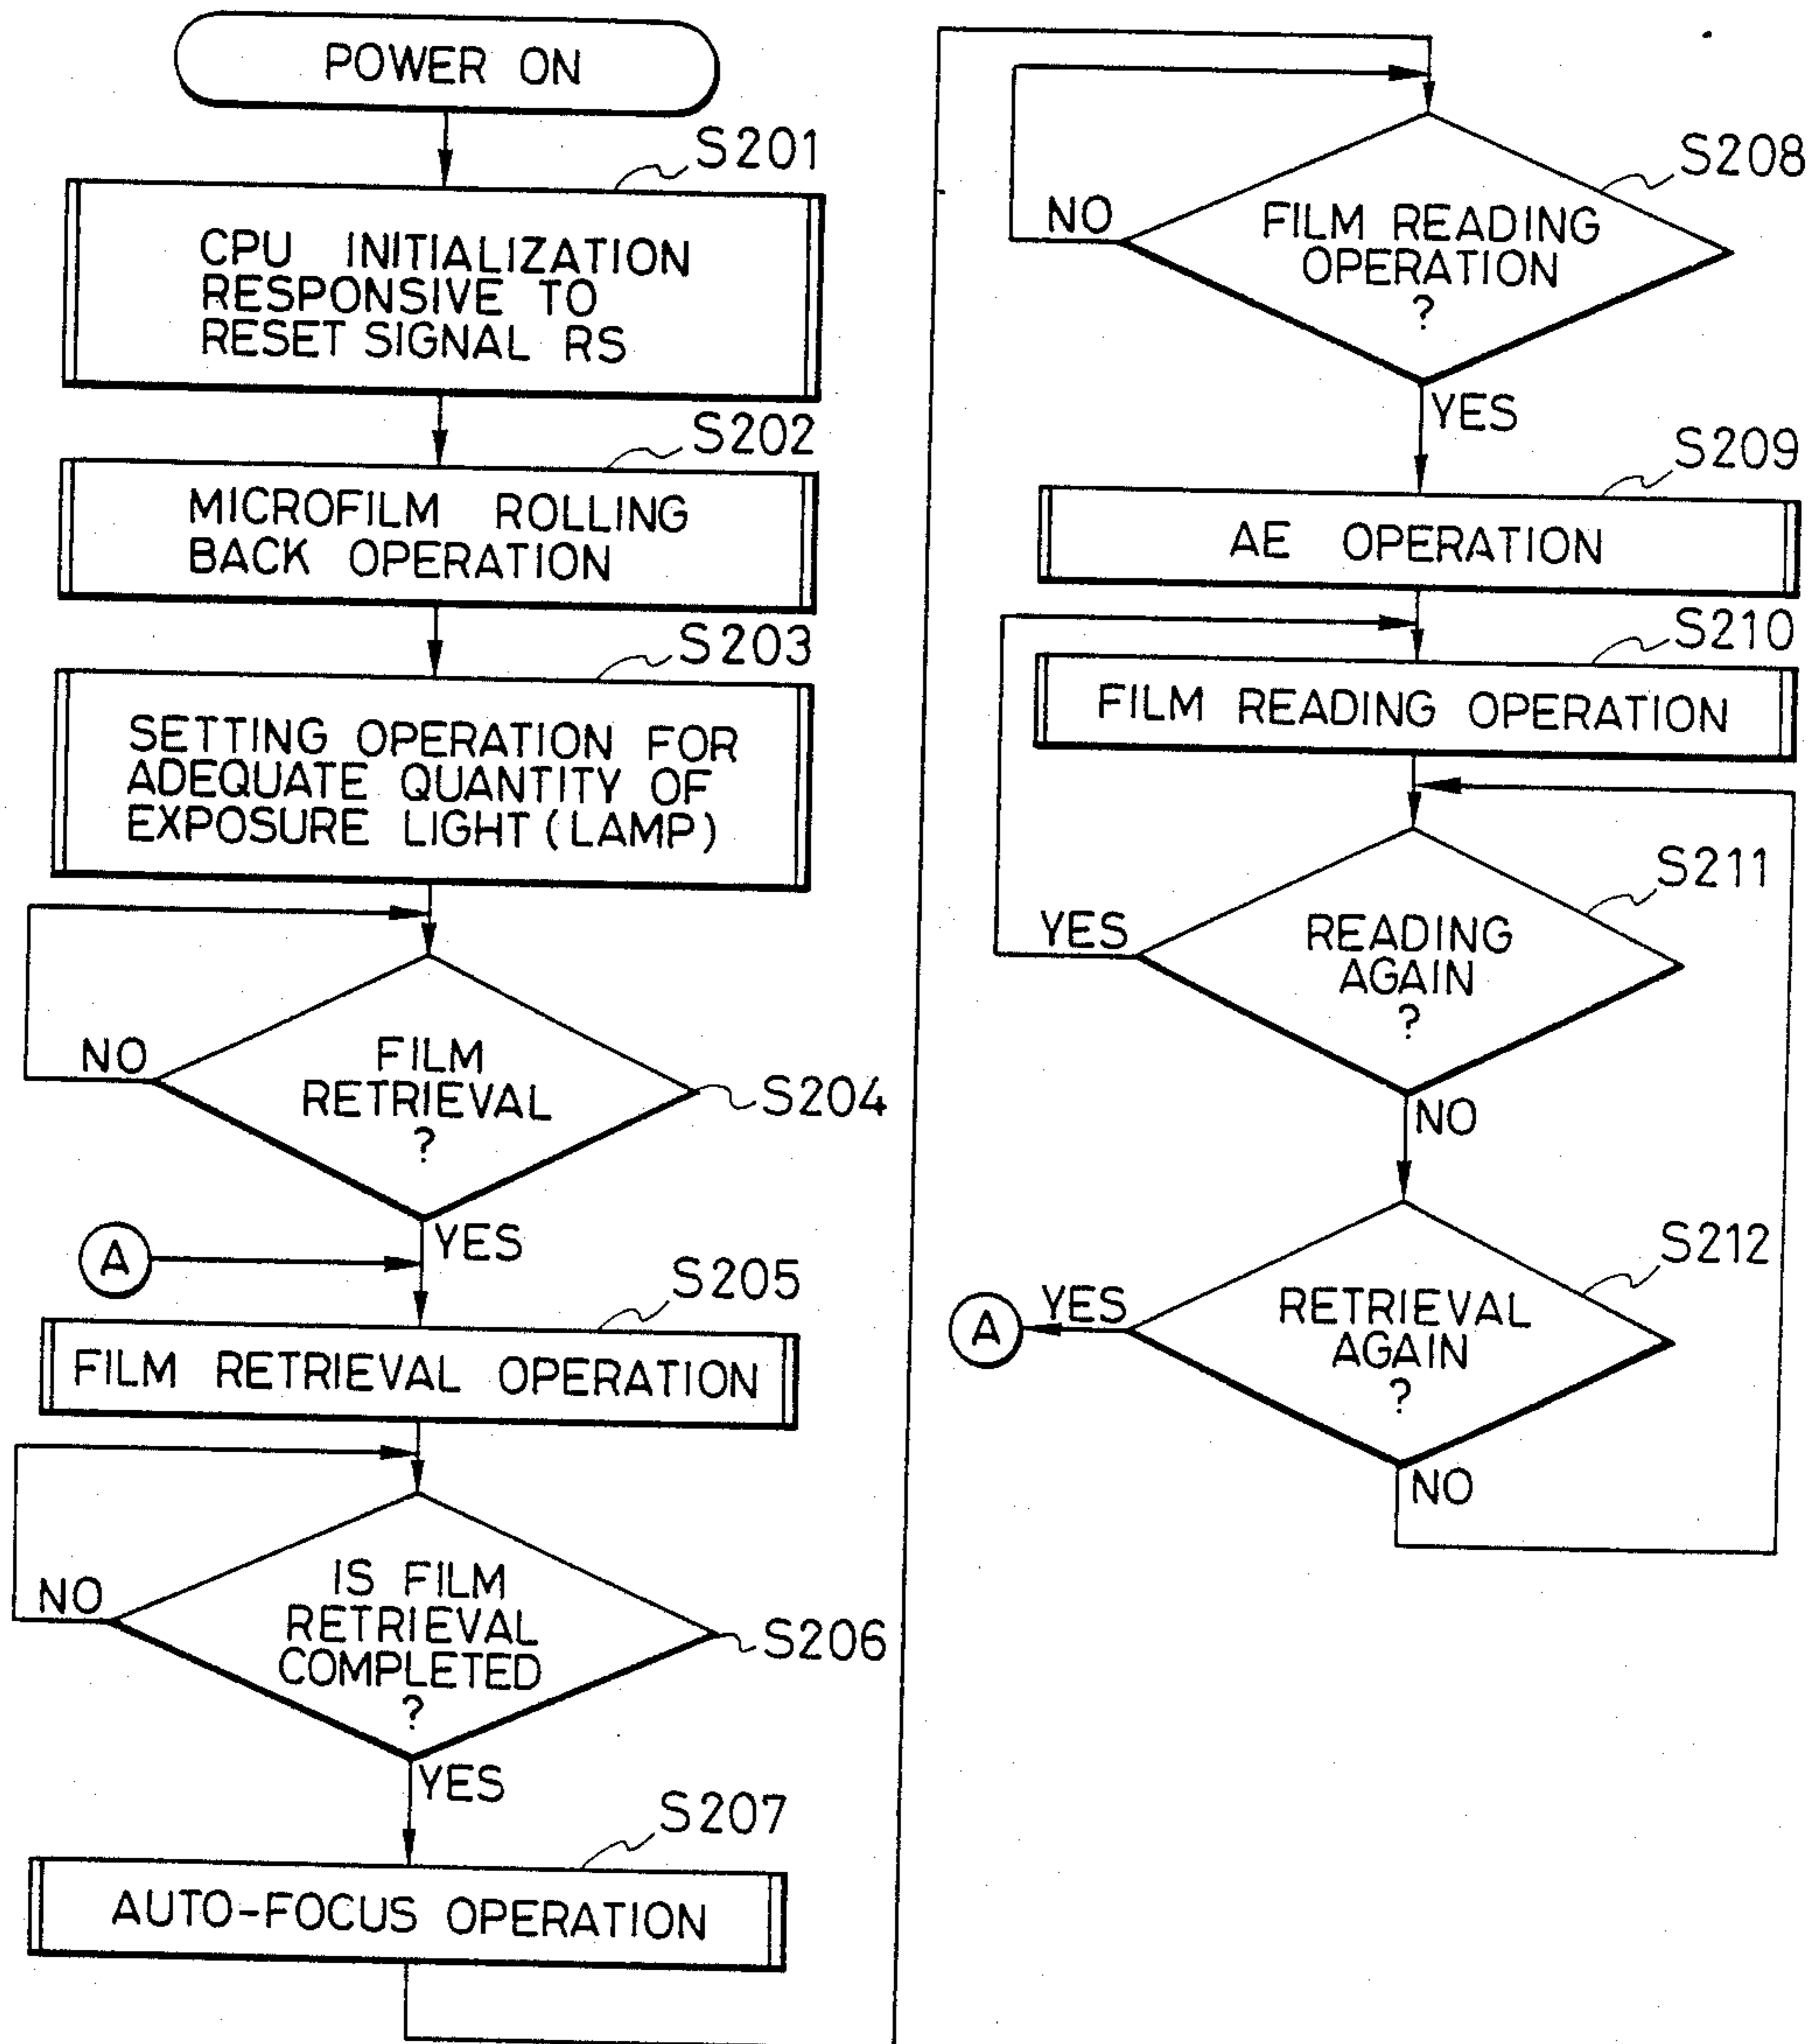 POWER ON
S201
CPU INITIALIZATION
RESPONSIVE TO
RESET SIGNAL RS
S202
MICROFILM ROLLING
BACK OPERATION
S203
SETTING OPERATION FOR
ADEQUATE QUANTITY OF
EXPOSURE LIGHT (LAMP)
NO
FILM
RETRIEVAL
?
S204
YES
A
S205
FILM RETRIEVAL OPERATION
NO
IS FILM
RETRIEVAL
COMPLETED
?
S206
YES
S207
AUTO-FOCUS OPERATION
S208
NO
FILM READING
OPERATION
?
YES
S209
AE OPERATION
S210
FILM READING OPERATION
S211
YES
READING
AGAIN
?
NO
S212
A
YES
RETRIEVAL
AGAIN
?
NO